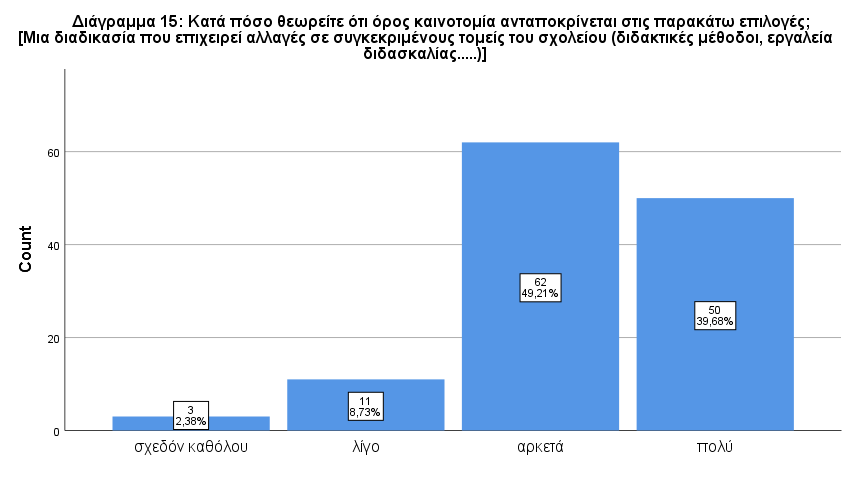 Διάγραμμα 15: Κατά πόσο θεωρείτε ότι όρος καινοτομία ανταποκρίνεται στις παρακάτω επιλογές;
[Μια διαδικασία που επιχειρεί αλλαγές σε συγκεκριμένους τομείς του σχολείου (διδακτικές μέθοδοι, εργαλεία
διδασκαλίας.....)]
Count
60
40
20
0
3
2,38%
11
8,73%
62
49,21%
50
39,68%
σχεδόν καθόλου
λίγο
αρκετά
πολύ